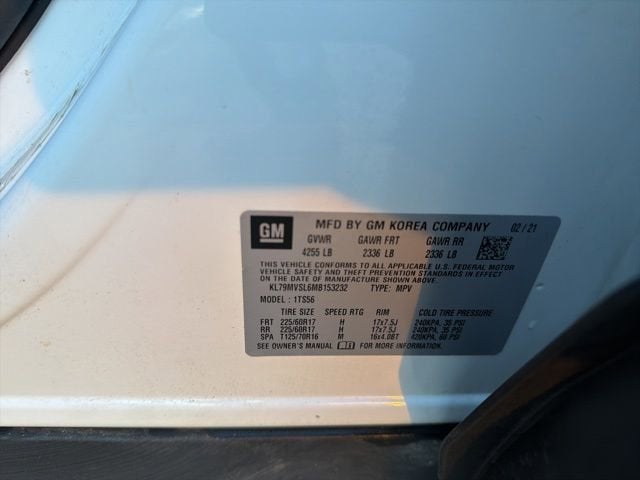 GM
MFD BY GM KOREA COMPANY 02/21
GVWR GAWR FRT GAWR RR
4255 LB 2336 LB 2336 LB
THIS VEHICLE CONFORMS TO ALL APPLICABLE U.S. FEDERAL MOTOR
VEHICLE SAFETY, BUMPER, AND THEFT PREVENTION STANDARDS IN EFFECT
ON THE DATE OF MANUFACTURE SHOWN ABOVE.
KL79MVSL6MB153232 TYPE: MPV
MODEL: 1TS56
TIRE SIZE SPEED RTG RIM COLD TIRE PRESSURE
FRT 225/60R17 H 17x7.5J 240KPA, 35 PSI
RR 225/60R17 H 17x7.5J 240KPA, 35 PSI
SPA T125/70R16 M 16x4.0BT 420KPA, 60 PSI
SEE OWNER'S MANUAL FOR MORE INFORMATION.